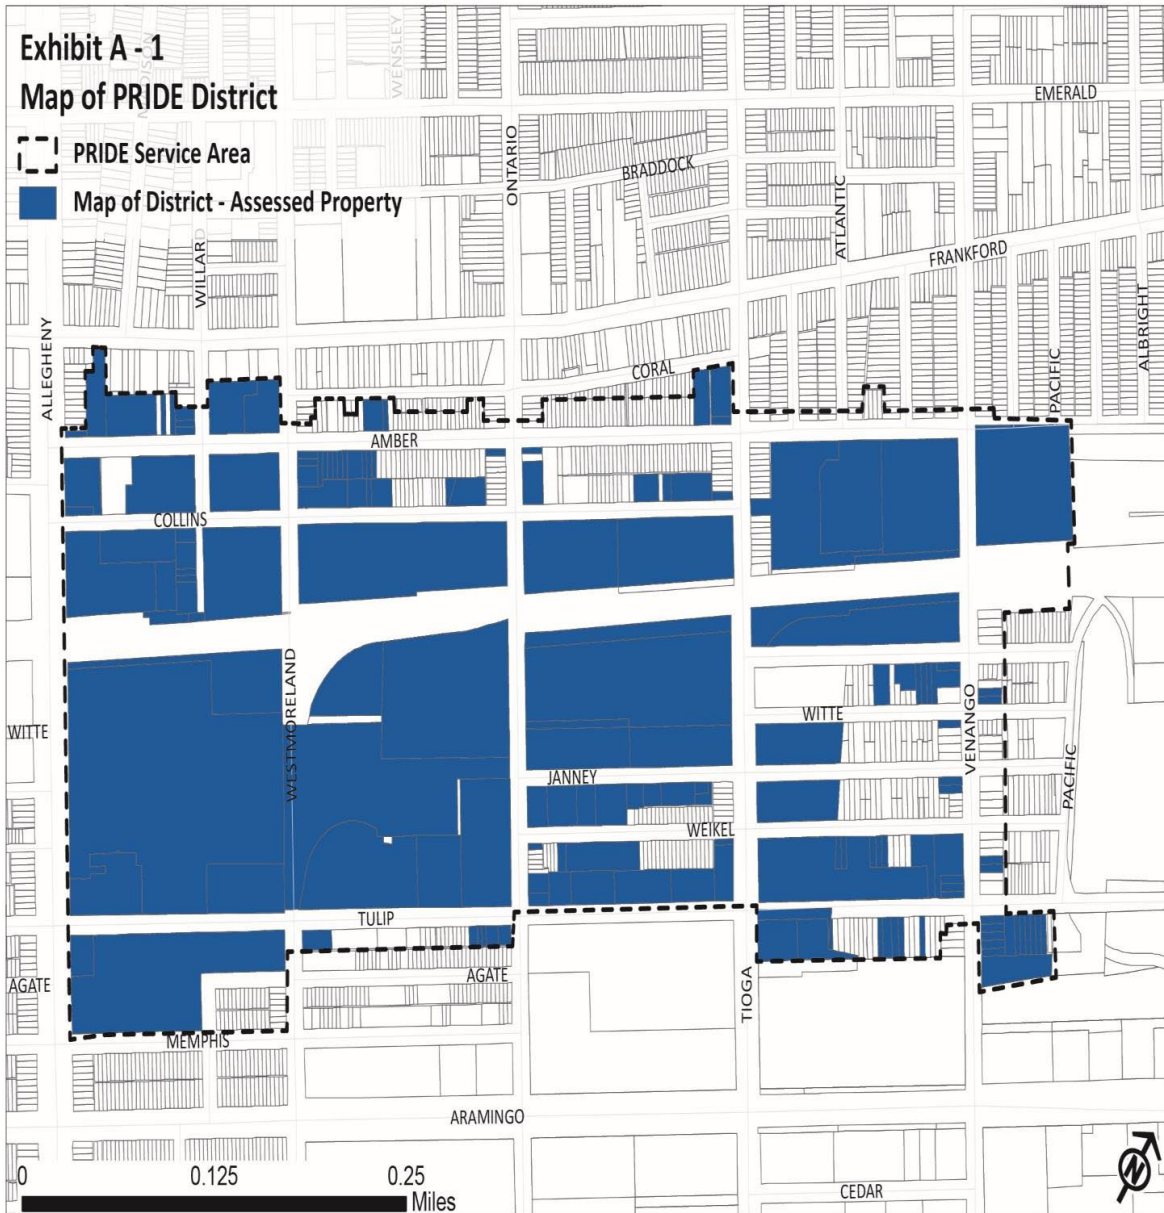 Exhibit A - 1
Map of PRIDE District
PRIDE Service Area
Map of District - Assessed Property
MADISON
WENSLEY
EMERALD
ONTARIO
BRADDOCK
ATLANTIC
WILLARD
FRANKFORD
ALLEGHENY
PACIFIC
ALBRIGHT
CORAL
AMBER
COLLINS
WESTMORELAND
WITTE
WITTE
VENANGO
JANNEY
PACIFIC
WEIKEL
TULIP
AGATE
AGATE
TIOGA
MEMPHIS
ARAMINGO
CEDAR
0
0.125
0.25
Miles
N